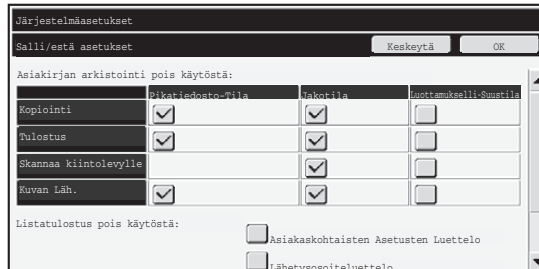 Järjestelmäasetukset
Salli/estä asetukset Keskeytä OK
Asiakirjan arkistointi pois käytöstä:
Pikatiedosto-Tila Jakotila Luottamukselli-Suustila
Kopiointi
Tulostus
Skannaa kiintolevylle
Kuvan Läh.
Listatulostus pois käytöstä:
Asiakaskohtaisten Asetusten Luettelo
Lähetysosoiteluettelo